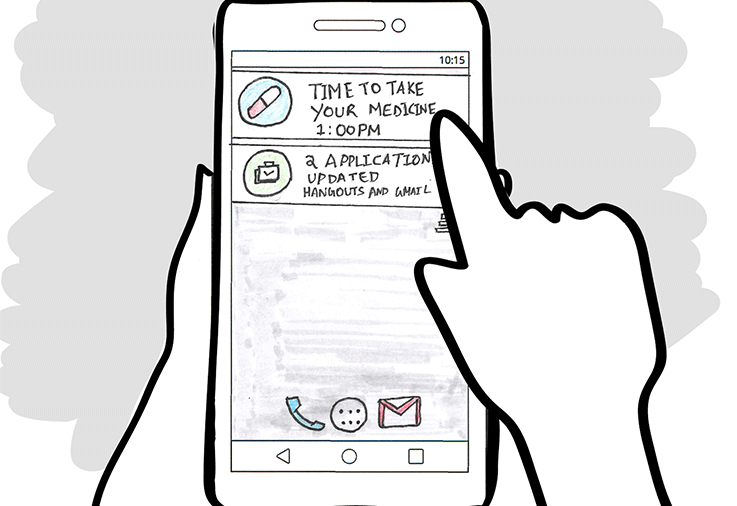 10:15
TIME TO TAKE
YOUR MEDICINE
1:00PM
2 APPLICATION
UPDATED
HANGOUTS AND GMAIL